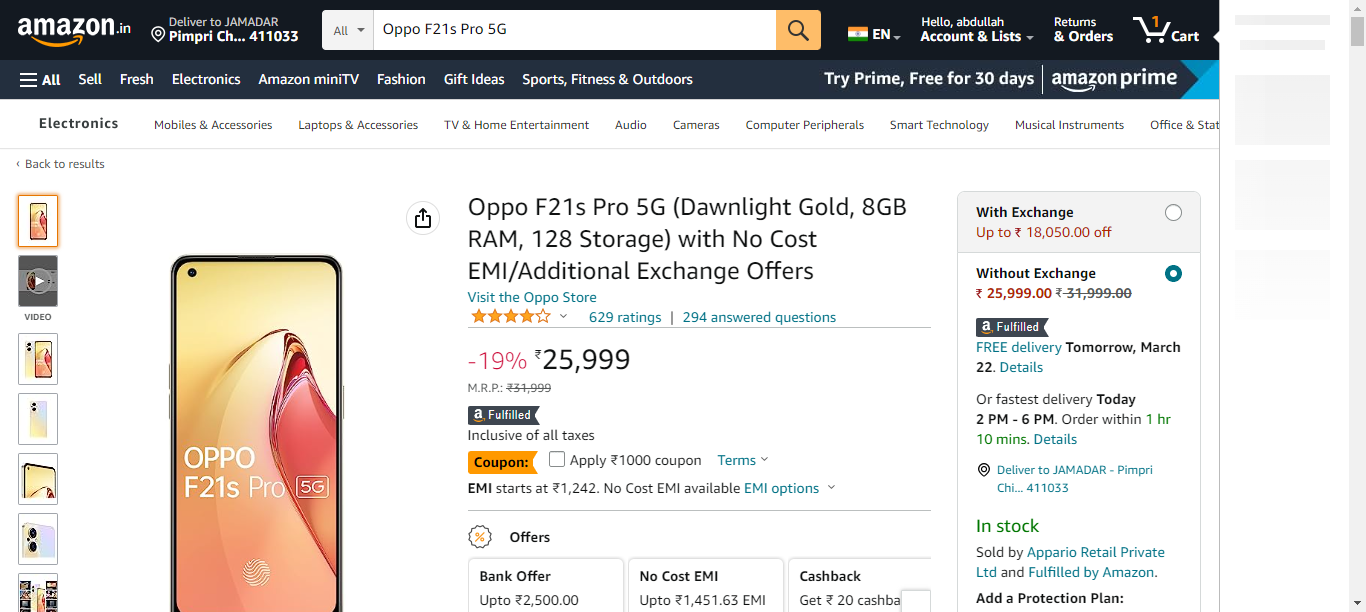 amazon.in
Deliver to JAMADAR
Pimpri Ch... 411033
All
Oppo F21s Pro 5G
EN
Hello, abdullah
Account & Lists
Returns
& Orders
1
Cart
All
Sell
Fresh
Electronics
Amazon miniTV
Fashion
Gift Ideas
Sports, Fitness & Outdoors
Try Prime, Free for 30 days
amazon prime
Electronics
Mobiles & Accessories
Laptops & Accessories
TV & Home Entertainment
Audio
Cameras
Computer Peripherals
Smart Technology
Musical Instruments
Office & Stat
‹ Back to results
VIDEO
OPPO
F21s Pro 5G
Oppo F21s Pro 5G (Dawnlight Gold, 8GB
RAM, 128 Storage) with No Cost
EMI/Additional Exchange Offers
Visit the Oppo Store
629 ratings | 294 answered questions
-19% ₹25,999
M.R.P.: ₹31,999
a Fulfilled
Inclusive of all taxes
Coupon: Apply ₹1000 coupon Terms
EMI starts at ₹1,242. No Cost EMI available EMI options
% Offers
Bank Offer
Upto ₹2,500.00
No Cost EMI
Upto ₹1,451.63 EMI
Cashback
Get ₹ 20 cashba
With Exchange
Up to ₹ 18,050.00 off
Without Exchange
₹ 25,999.00 ₹ 31,999.00
a Fulfilled
FREE delivery Tomorrow, March
22. Details
Or fastest delivery Today
2 PM - 6 PM. Order within 1 hr
10 mins. Details
Deliver to JAMADAR - Pimpri
Chi... 411033
In stock
Sold by Appario Retail Private
Ltd and Fulfilled by Amazon.
Add a Protection Plan: